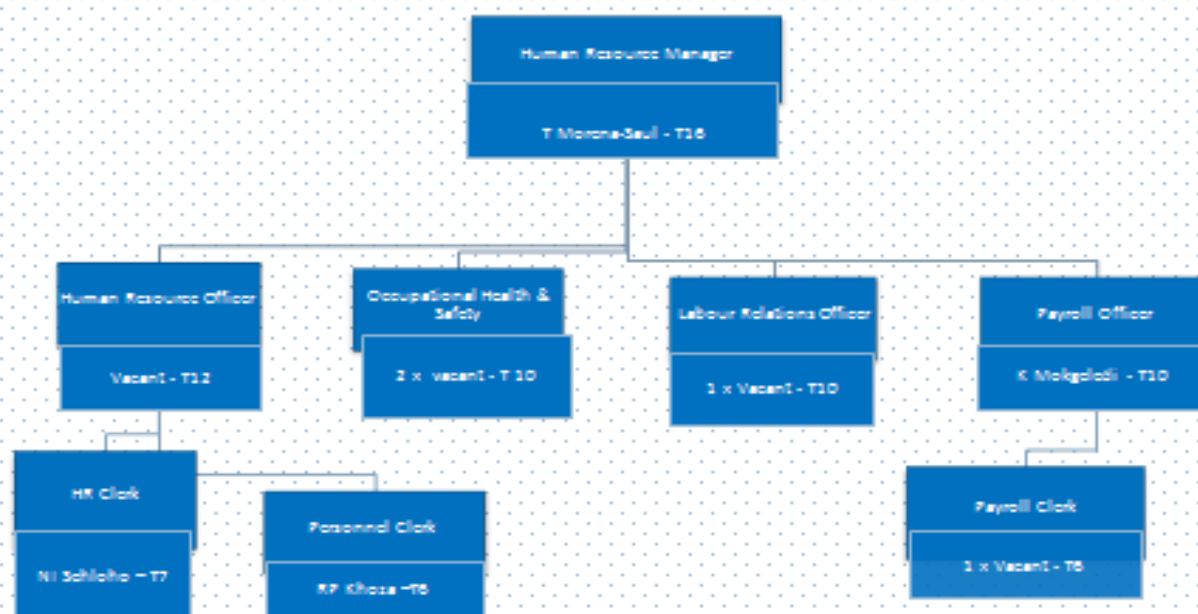 Human Resource Manager
T Morena-Saul - T16
Human Resource Officer
Vacant - T12
Occupational Health &
Safety
2 x vacant - T 10
Labour Relations Officer
1 x Vacant - T10
Payroll Officer
K Mokgoledi - T10
HR Clerk
NI Sehloho – T7
Personnel Clerk
RP Khoza –T6
Payroll Clerk
1 x Vacant - T6